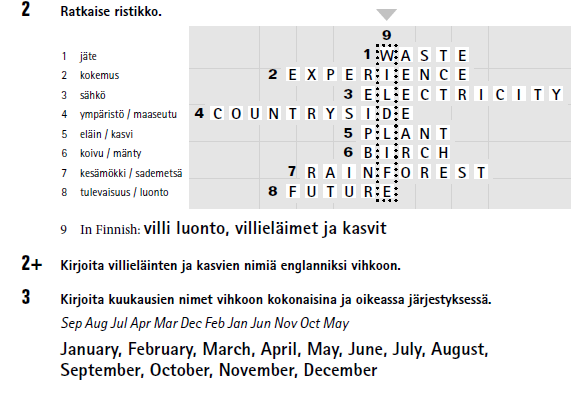 2 Ratkaise ristikko.
9
1 jäte 1 WASTE
2 kokemus 2 EXPERIENCE
3 sähkö 3 ELECTRICITY
4 ympäristö / maaseutu 4 COUNTRYSIDE
5 eläin / kasvi 5 PLANT
6 koivu / mänty 6 BIRCH
7 kesämökki / sademetsä 7 RAINFOREST
8 tulevaisuus / luonto 8 FUTURE
9 In Finnish: villi luonto, villieläimet ja kasvit
2+ Kirjoita villieläinten ja kasvien nimiä englanniksi vihkoon.
3 Kirjoita kuukausien nimet vihkoon kokonaisina ja oikeassa järjestyksessä.
Sep Aug Jul Apr Mar Dec Feb Jan Jun Nov Oct May
January, February, March, April, May, June, July, August,
September, October, November, December